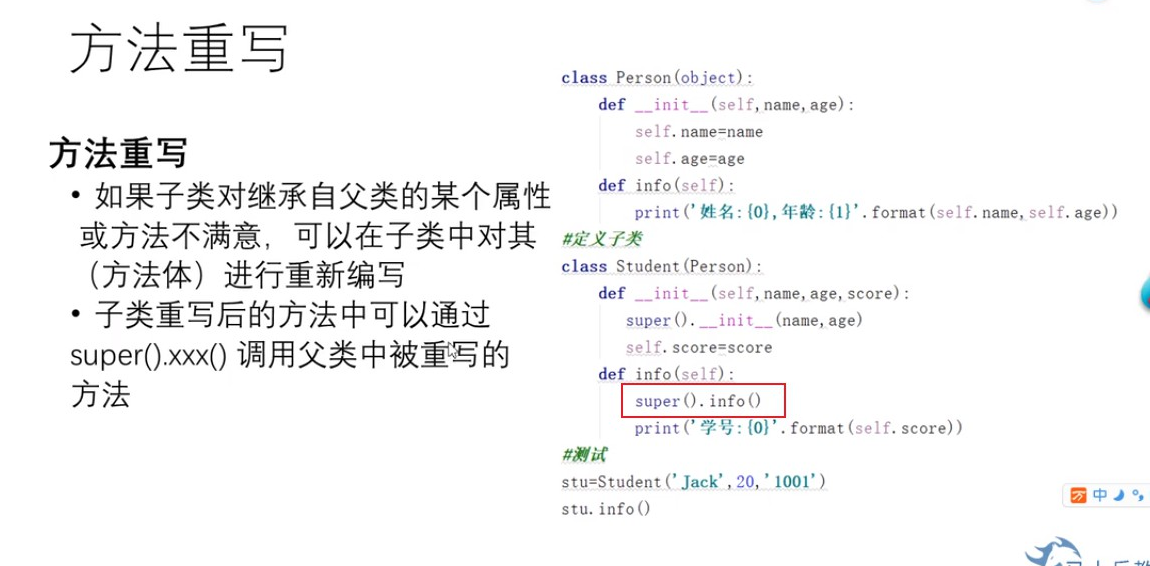 方法重写
方法重写
• 如果子类对继承自父类的某个属性
或方法不满意，可以在子类中对其
（方法体）进行重新编写
• 子类重写后的方法中可以通过
super().xxx() 调用父类中被重写的
方法
class Person(object):
def __init__(self,name,age):
self.name=name
self.age=age
def info(self):
print('姓名:{0},年龄:{1}'.format(self.name,self.age))
#定义子类
class Student(Person):
def __init__(self,name,age,score):
super().__init__(name,age)
self.score=score
def info(self):
super().info()
print('学号:{0}'.format(self.score))
#测试
stu=Student('Jack',20,'1001')
stu.info()
中